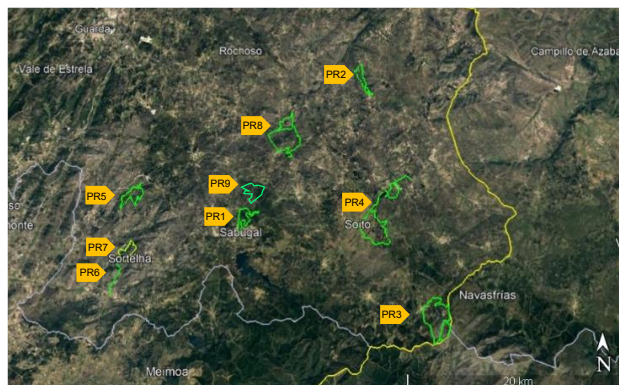 Guarda
Rochoso
Campillo de Azaba
Vale de Estrela
PR2
PR8
PR9
PR5
PR4
PR1
Soito
Sabugal
PR7
Sortelha
PR6
Navasfrías
PR3
Meimoa
N
20 km